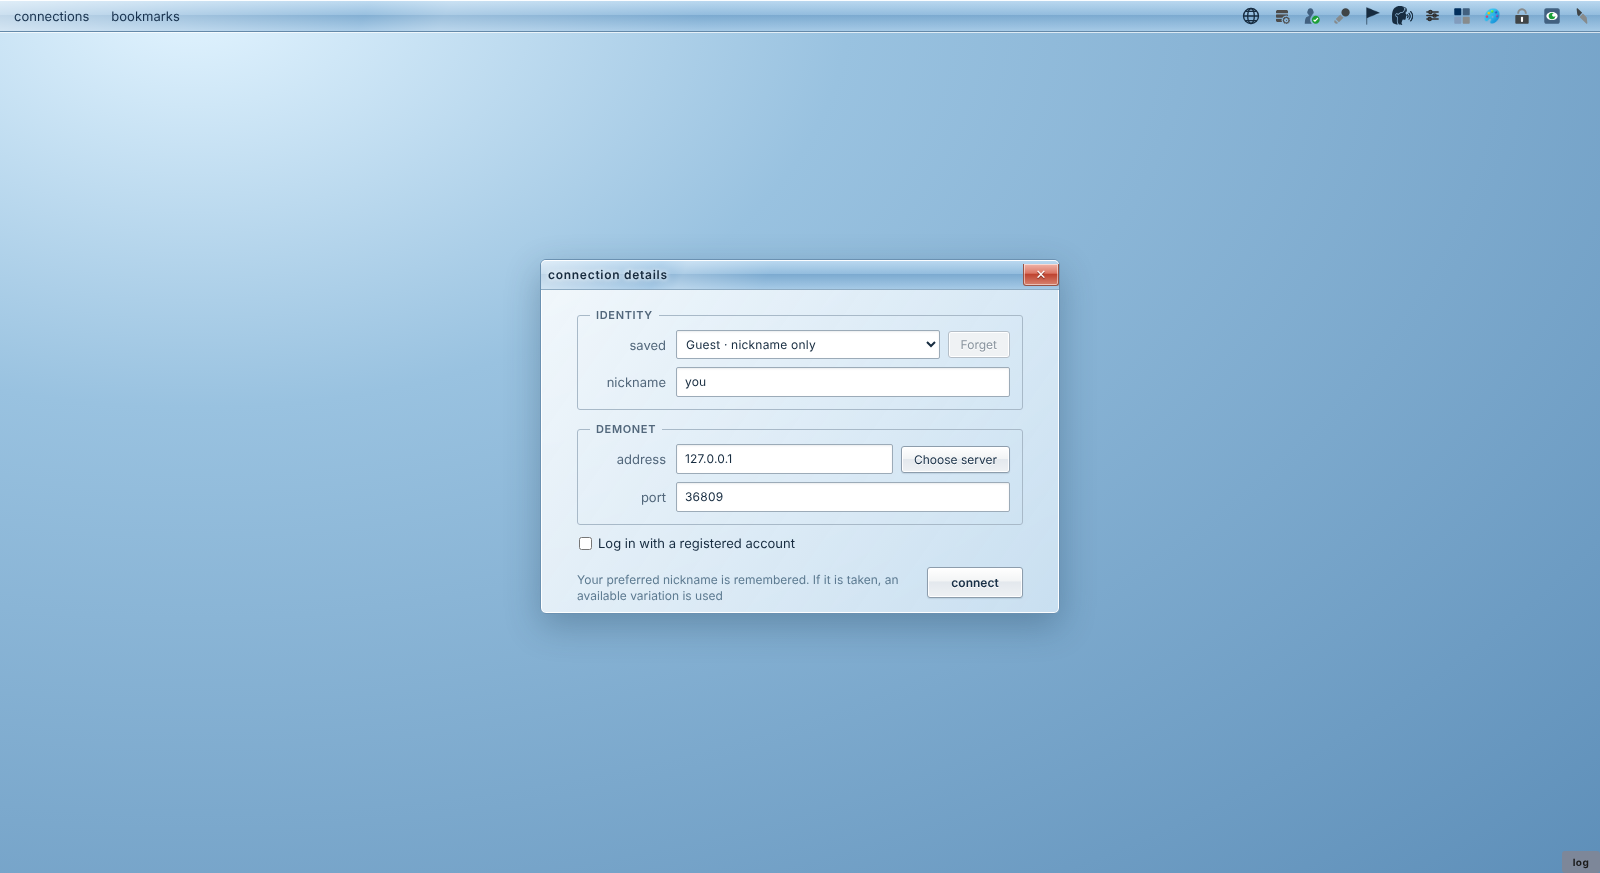 connections
bookmarks
connection details
IDENTITY
saved
Guest · nickname only
Forget
nickname
you
DEMONET
address
127.0.0.1
Choose server
port
36809
Log in with a registered account
Your preferred nickname is remembered. If it is taken, an
available variation is used
connect
log